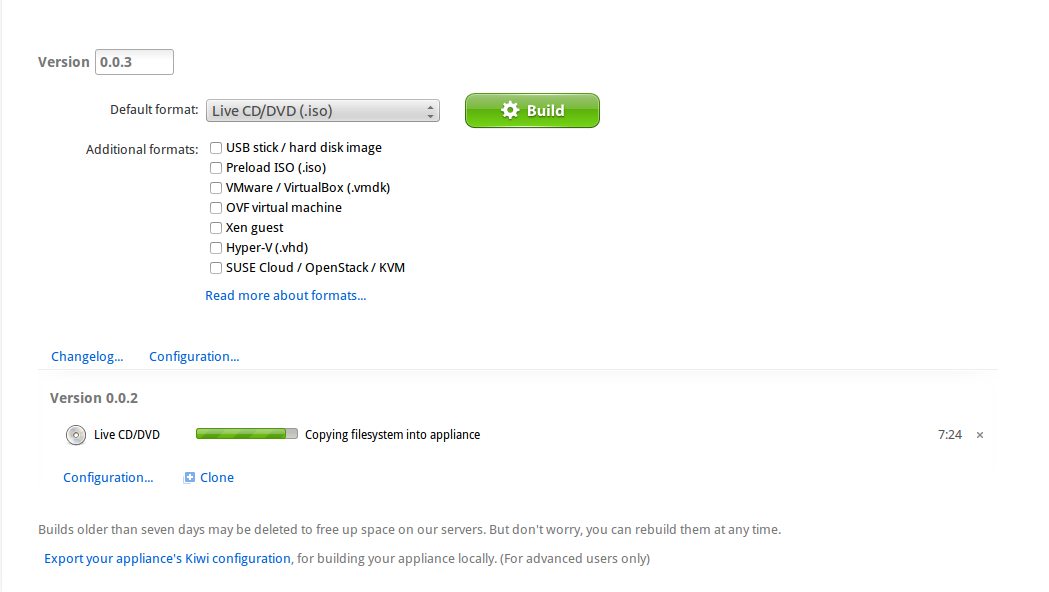 Version 0.0.3
Default format: Live CD/DVD (.iso) Build
Additional formats: USB stick / hard disk image
Preload ISO (.iso)
VMware / VirtualBox (.vmdk)
OVF virtual machine
Xen guest
Hyper-V (.vhd)
SUSE Cloud / OpenStack / KVM
Read more about formats...
Changelog... Configuration...
Version 0.0.2
Live CD/DVD Copying filesystem into appliance 7:24 ×
Configuration... Clone
Builds older than seven days may be deleted to free up space on our servers. But don't worry, you can rebuild them at any time.
Export your appliance's Kiwi configuration, for building your appliance locally. (For advanced users only)